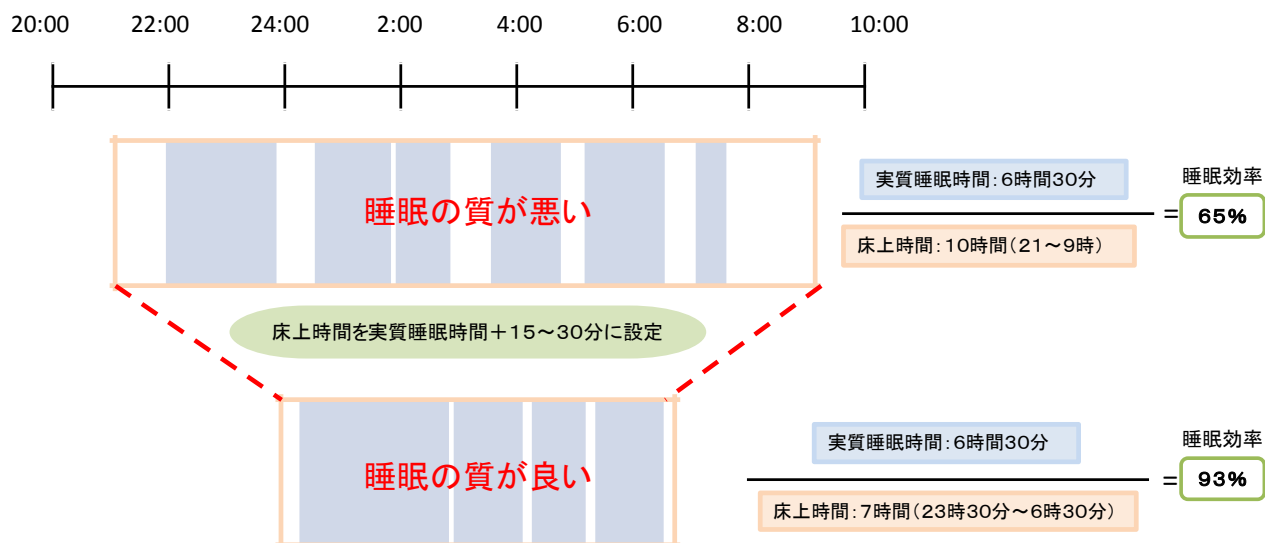 20:00 22:00 24:00 2:00 4:00 6:00 8:00 10:00
睡眠の質が悪い
実質睡眠時間：6時間30分
床上時間：10時間（21～9時）
睡眠効率
= 65%
床上時間を実質睡眠時間＋15～30分に設定
睡眠の質が良い
実質睡眠時間：6時間30分
床上時間：7時間（23時30分～6時30分）
睡眠効率
= 93%